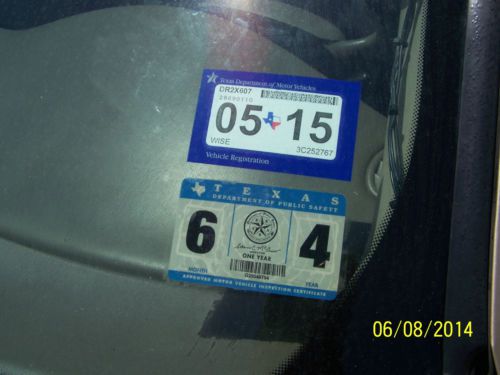 Texas Department of Motor Vehicles
DR2X607
28690110
05 15
WISE 3C252767
Vehicle Registration
TEXAS
DEPARTMENT OF PUBLIC SAFETY
6 4
ONE YEAR
MONTH YEAR
APPROVED MOTOR VEHICLE INSPECTION CERTIFICATE
06/08/2014